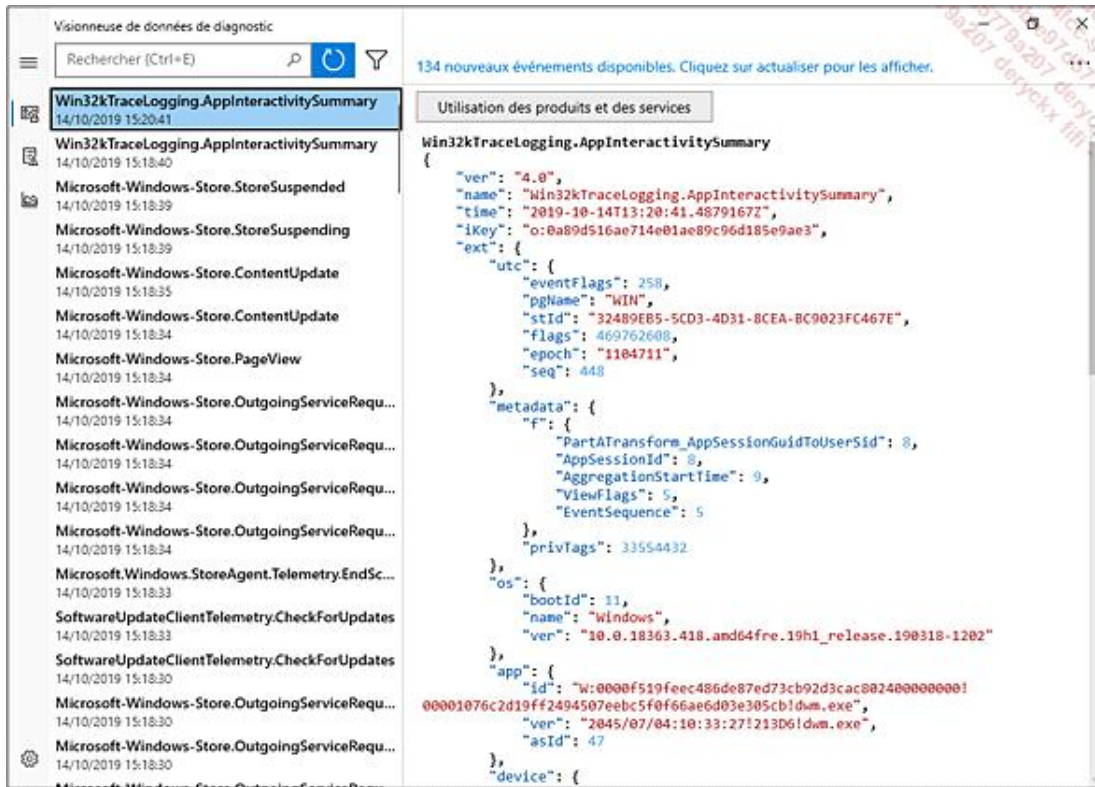 Visionneuse de données de diagnostic
Rechercher (Ctrl+E)
134 nouveaux événements disponibles. Cliquez sur actualiser pour les afficher.
Win32kTraceLogging.AppInteractivitySummary
14/10/2019 15:20:41
Win32kTraceLogging.AppInteractivitySummary
14/10/2019 15:18:40
Microsoft-Windows-Store.StoreSuspended
14/10/2019 15:18:39
Microsoft-Windows-Store.StoreSuspending
14/10/2019 15:18:39
Microsoft-Windows-Store.ContentUpdate
14/10/2019 15:18:35
Microsoft-Windows-Store.ContentUpdate
14/10/2019 15:18:34
Microsoft-Windows-Store.PageView
14/10/2019 15:18:34
Microsoft-Windows-Store.OutgoingServiceRequ...
14/10/2019 15:18:34
Microsoft-Windows-Store.OutgoingServiceRequ...
14/10/2019 15:18:34
Microsoft-Windows-Store.OutgoingServiceRequ...
14/10/2019 15:18:34
Microsoft-Windows-Store.OutgoingServiceRequ...
14/10/2019 15:18:34
Microsoft.Windows.StoreAgent.Telemetry.EndSc...
14/10/2019 15:18:33
SoftwareUpdateClientTelemetry.CheckForUpdates
14/10/2019 15:18:33
SoftwareUpdateClientTelemetry.CheckForUpdates
14/10/2019 15:18:30
Microsoft-Windows-Store.OutgoingServiceRequ...
14/10/2019 15:18:30
Microsoft-Windows-Store.OutgoingServiceRequ...
14/10/2019 15:18:30
Utilisation des produits et des services
Win32kTraceLogging.AppInteractivitySummary
{
"ver": "4.0",
"name": "Win32kTraceLogging.AppInteractivitySummary",
"time": "2019-10-14T13:20:41.4879167Z",
"iKey": "o:0a89d516ae714e01ae89c96d185e9ae3",
"ext": {
"utc": {
"eventFlags": 258,
"pgName": "WIN",
"stId": "32489EB5-5CD3-4D31-8CEA-BC9023FC467E",
"flags": 469762608,
"epoch": "1104711",
"seq": 448
},
"metadata": {
"f": {
"PartATransform_AppSessionGuidToUserSid": 8,
"AppSessionId": 8,
"AggregationStartTime": 9,
"ViewFlags": 5,
"EventSequence": 5
},
"privTags": 33554432
},
"os": {
"bootId": 11,
"name": "Windows",
"ver": "10.0.18363.418.amd64fre.19h1_release.190318-1202"
},
"app": {
"id": "W:0000f519feec486de87ed73cb92d3cac802400000000!
00001076c2d19ff2494507eebc5f0f66ae6d03e305cb!dwm.exe",
"ver": "2045/07/04:10:33:27!213D6!dwm.exe",
"asId": 47
},
"device": {